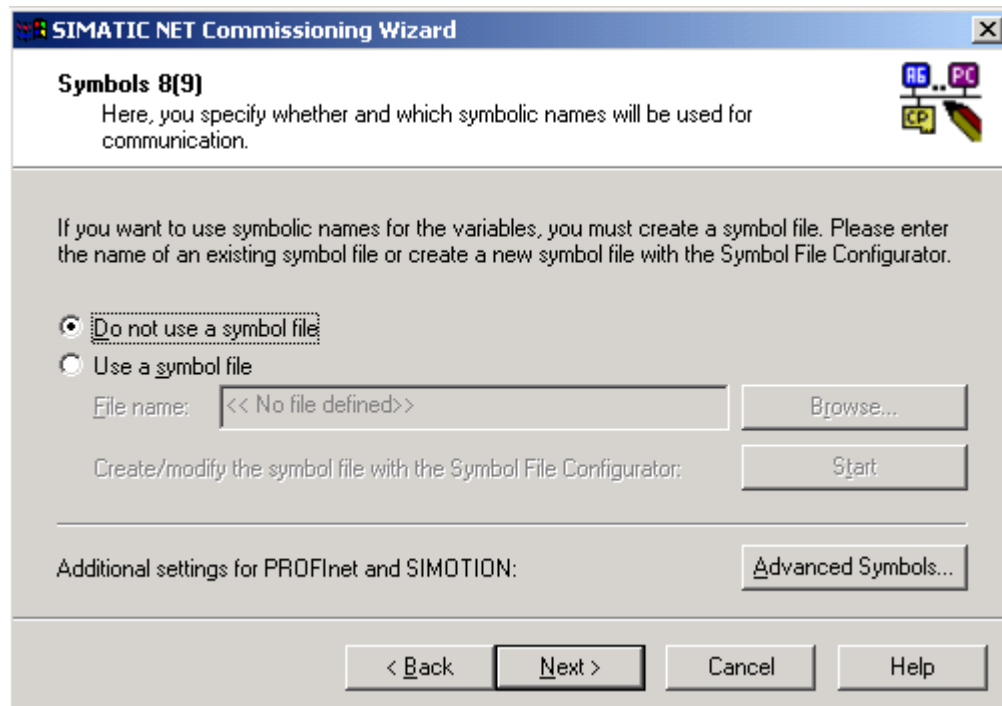 SIMATIC NET Commissioning Wizard
Symbols 8(9)
Here, you specify whether and which symbolic names will be used for
communication.
AG
..
PC
CP
If you want to use symbolic names for the variables, you must create a symbol file. Please enter
the name of an existing symbol file or create a new symbol file with the Symbol File Configurator.
Do not use a symbol file
Use a symbol file
File name: << No file defined>> Browse...
Create/modify the symbol file with the Symbol File Configurator: Start
Additional settings for PROFInet and SIMOTION: Advanced Symbols...
< Back Next > Cancel Help